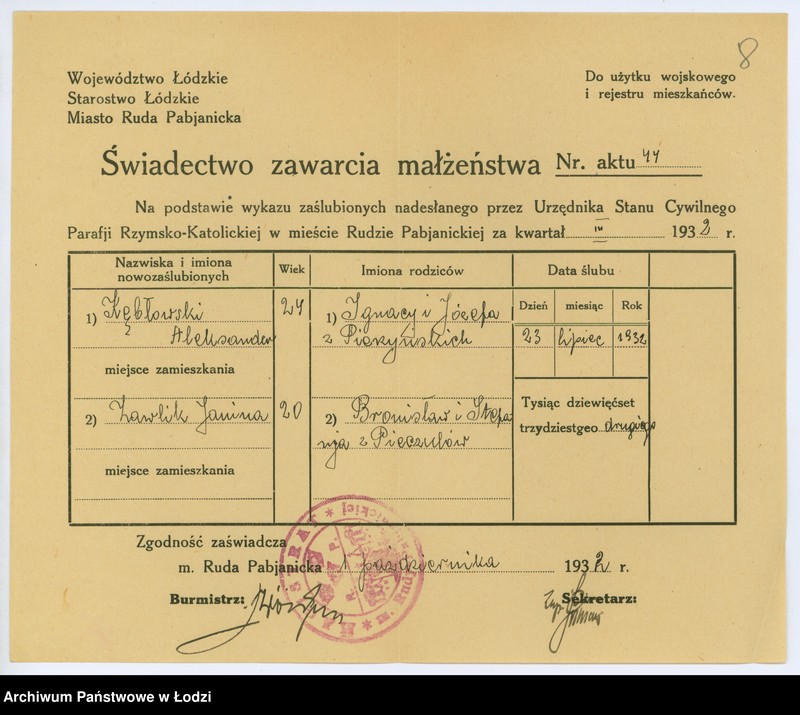 8
Województwo Łódzkie
Starostwo Łódzkie
Miasto Ruda Pabjanicka
Do użytku wojskowego
i rejestru mieszkańców.
Świadectwo zawarcia małżeństwa Nr. aktu 44
Na podstawie wykazu zaślubionych nadesłanego przez Urzędnika Stanu Cywilnego
Parafji Rzymsko-Katolickiej w mieście Rudzie Pabjanickiej za kwartał 1932 r.
Nazwiska i imiona
nowozaślubionych
Wiek
Imiona rodziców
Data ślubu
Dzień miesiąc Rok
1) Kębłowski
Aleksander
24
1) Ignacy i Józefa
z
23 lipiec 1932
miejsce zamieszkania
2) Zawlik Janina
20
2) Bronisław i Stefa
nja z Pieczulów
Tysiąc dziewięćset
trzydziestgeo drugiego
miejsce zamieszkania
Zgodność zaświadcza
m. Ruda Pabjanicka 1 października 1932 r.
Burmistrz:
Sekretarz:
Archiwum Państwowe w Łodzi